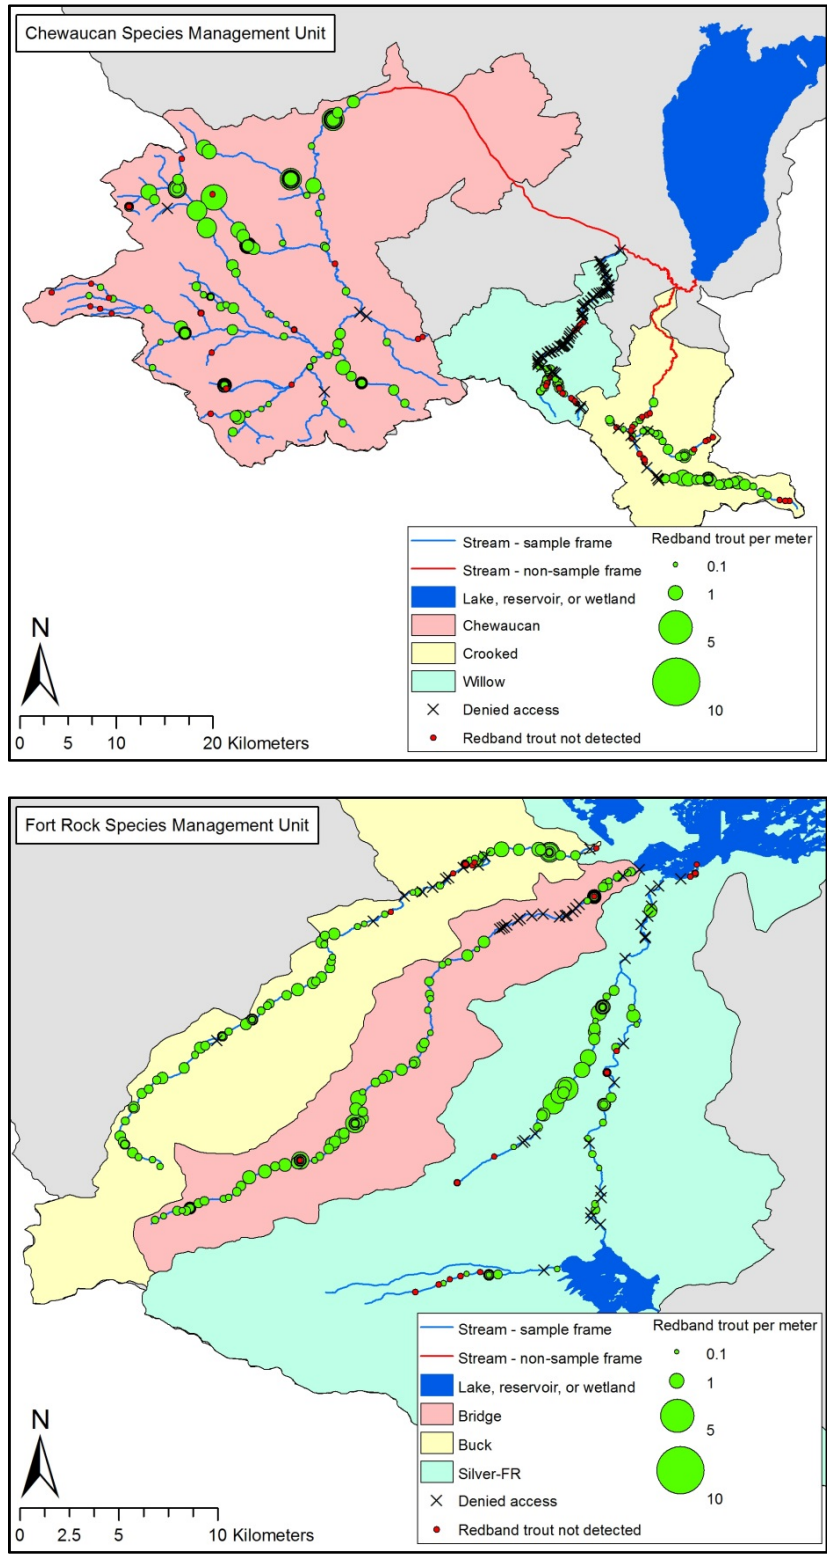 Chewaucan Species Management Unit
Stream - sample frame
Stream - non-sample frame
Lake, reservoir, or wetland
Chewaucan
Crooked
Willow
Denied access
Redband trout not detected
Redband trout per meter
0.1
1
5
10
N
0 5 10 20 Kilometers
Fort Rock Species Management Unit
Stream - sample frame
Stream - non-sample frame
Lake, reservoir, or wetland
Bridge
Buck
Silver-FR
Denied access
Redband trout not detected
Redband trout per meter
0.1
1
5
10
N
0 2.5 5 10 Kilometers